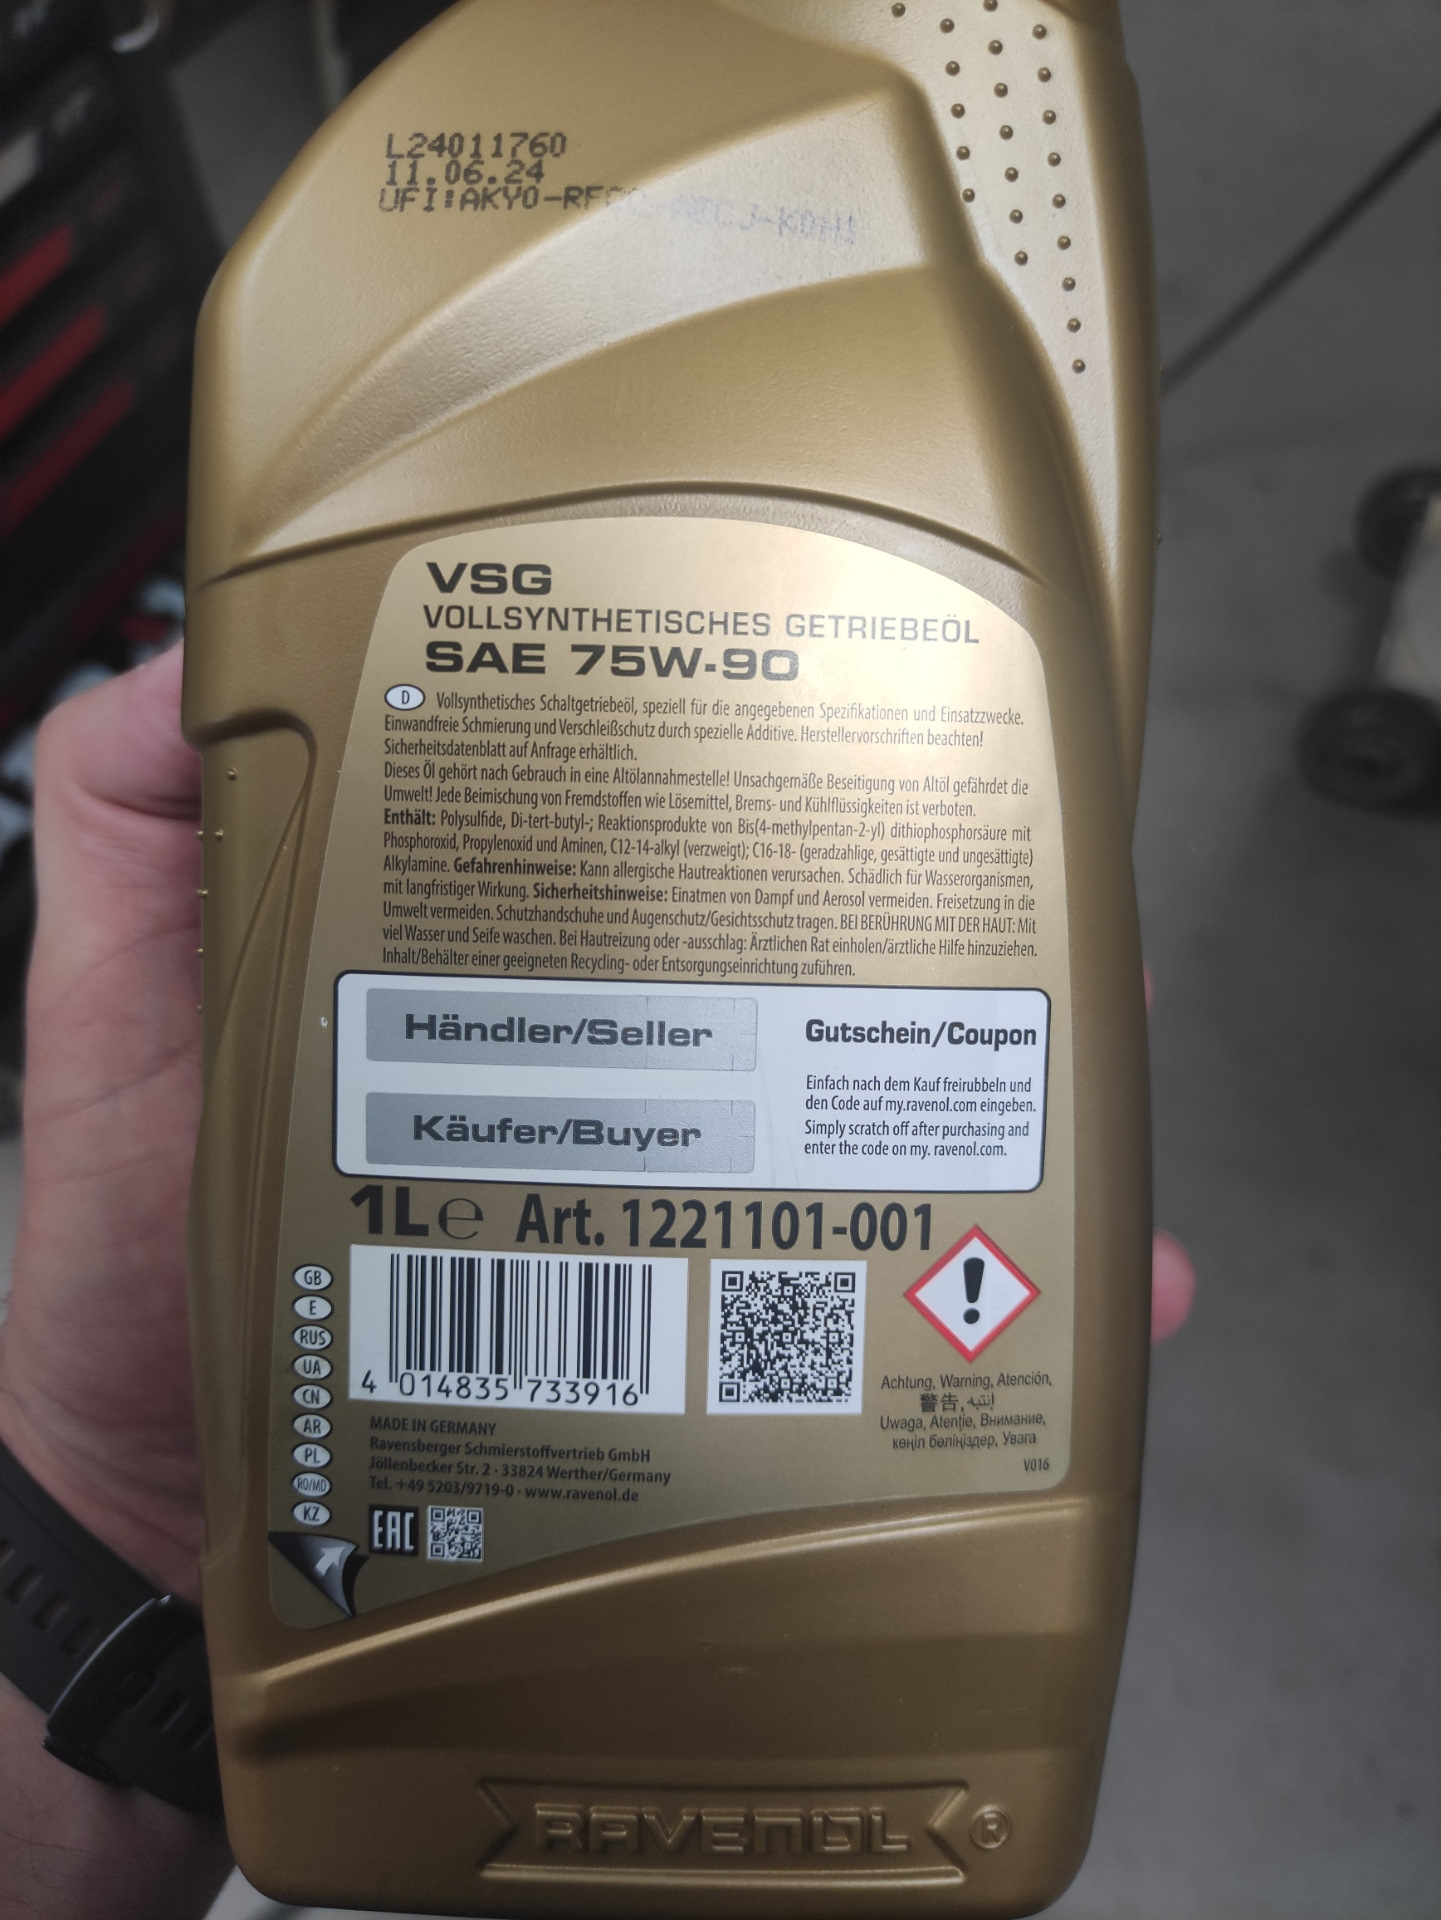 L24011760
11.06.24
UFI:AKY0-RF
VSG
VOLLSYNTHETISCHES GETRIEBEÖL
SAE 75W-90
D Vollsynthetisches Schaltgetriebeöl, speziell für die angegebenen Spezifikationen und Einsatzzwecke.
Einwandfreie Schmierung und Verschleißschutz durch spezielle Additive. Herstellervorschriften beachten!
Sicherheitsdatenblatt auf Anfrage erhältlich.
Dieses Öl gehört nach Gebrauch in eine Altölannahmestelle! Unsachgemäße Beseitigung von Altöl gefährdet die
Umwelt! Jede Beimischung von Fremdstoffen wie Lösemittel, Brems- und Kühlflüssigkeiten ist verboten.
Enthält: Polysulfide, Di-tert-butyl-; Reaktionsprodukte von Bis(4-methylpentan-2-yl) dithiophosphorsäure mit
Phosphoroxid, Propylenoxid und Aminen, C12-14-alkyl (verzweigt); C16-18- (geradzahlige, gesättigte und ungesättigte)
Alkylamine. Gefahrenhinweise: Kann allergische Hautreaktionen verursachen. Schädlich für Wasserorganismen,
mit langfristiger Wirkung. Sicherheitshinweise: Einatmen von Dampf und Aerosol vermeiden. Freisetzung in die
Umwelt vermeiden. Schutzhandschuhe und Augenschutz/Gesichtsschutz tragen. BEI BERÜHRUNG MIT DER HAUT: Mit
viel Wasser und Seife waschen. Bei Hautreizung oder -ausschlag: Ärztlichen Rat einholen/ärztliche Hilfe hinzuziehen.
Inhalt/Behälter einer geeigneten Recycling- oder Entsorgungseinrichtung zuführen.
Händler/Seller
Käufer/Buyer
Gutschein/Coupon
Einfach nach dem Kauf freirubbeln und
den Code auf my.ravenol.com eingeben.
Simply scratch off after purchasing and
enter the code on my. ravenol.com.
1L e Art. 1221101-001
GB
E
RUS
UA
CN
AR
PL
RO/MD
KZ
4 014835 733916
MADE IN GERMANY
Ravensberger Schmierstoffvertrieb GmbH
Jöllenbecker Str. 2 · 33824 Werther/Germany
Tel. +49 5203/9719-0 · www.ravenol.de
EAC
Achtung, Warning, Atención,
警告, إنتبه!
Uwaga, Atenție, Внимание,
көңіл бөліңіздер, Увага
V016
RAVENOL ®